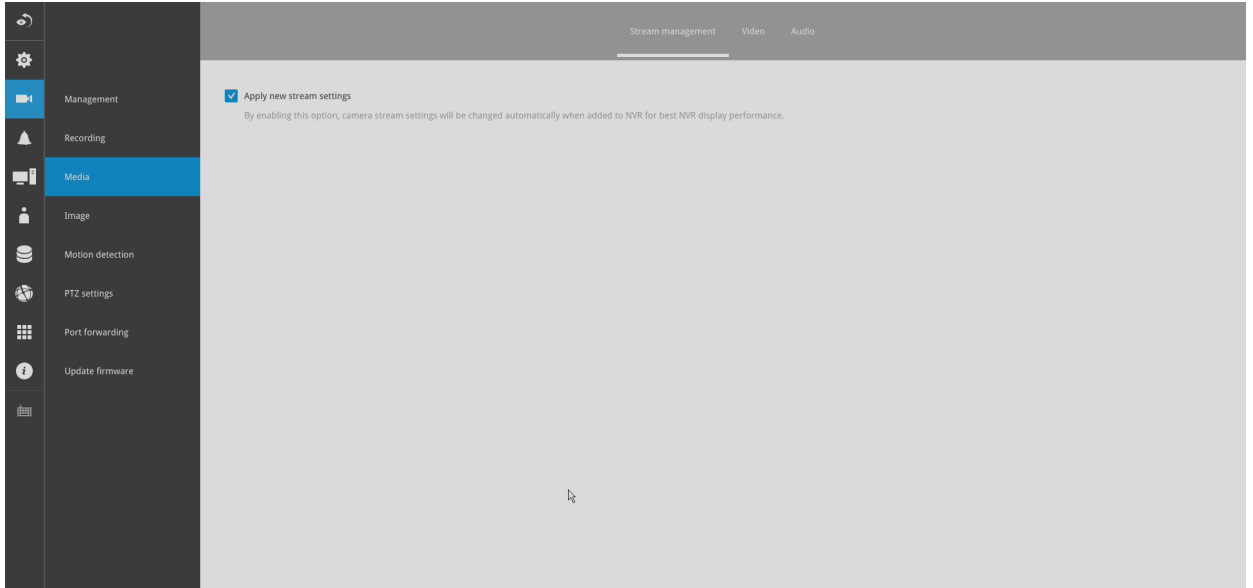 Stream management
Video
Audio
Management
Recording
Media
Image
Motion detection
PTZ settings
Port forwarding
Update firmware
Apply new stream settings
By enabling this option, camera stream settings will be changed automatically when added to NVR for best NVR display performance.